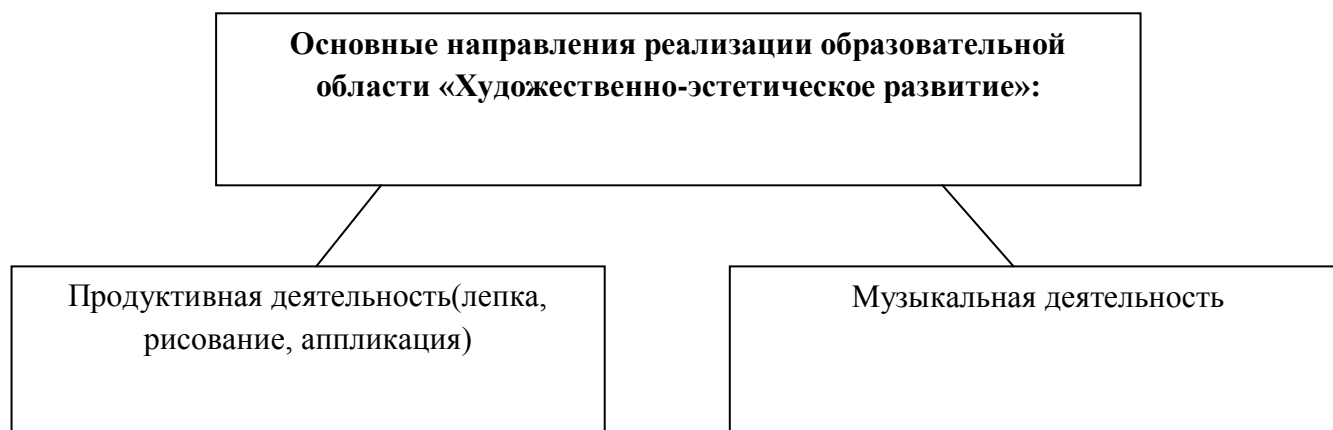 Основные направления реализации образовательной
области «Художественно-эстетическое развитие»:
Продуктивная деятельность(лепка,
рисование, аппликация)
Музыкальная деятельность